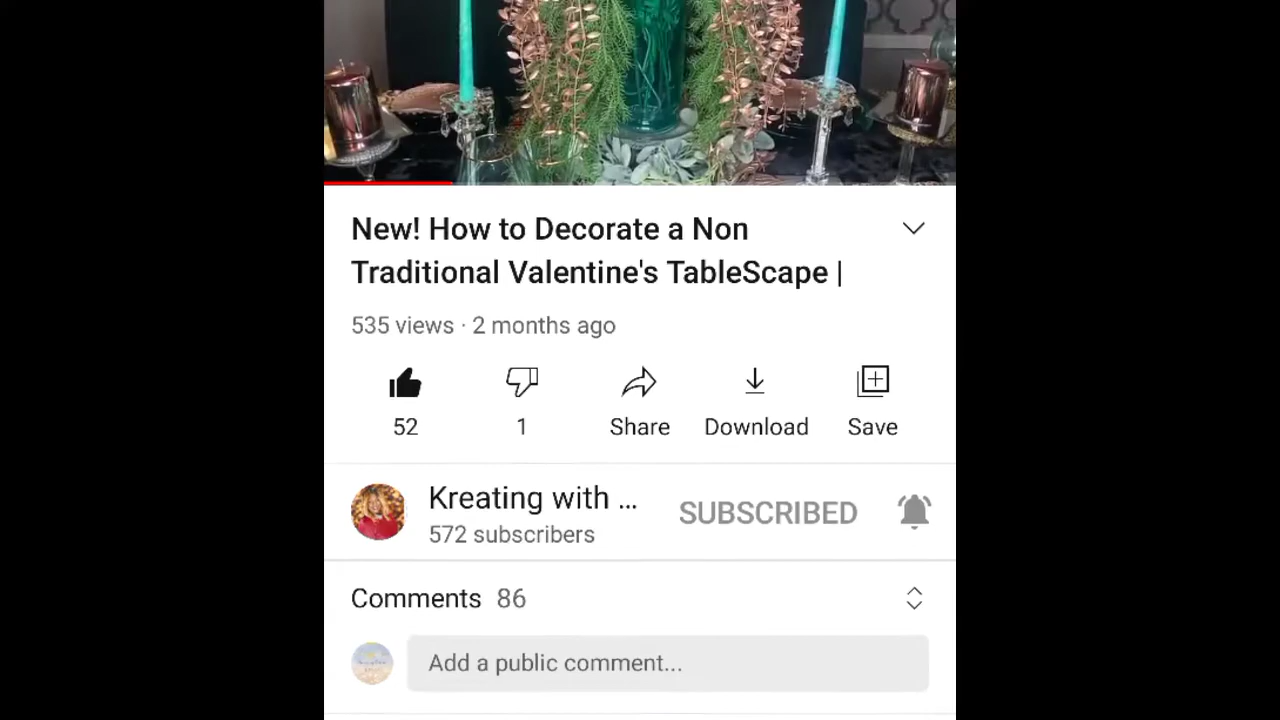 New! How to Decorate a Non
Traditional Valentine's TableScape |
535 views · 2 months ago
52
1
Share
Download
Save
Kreating with ...
SUBSCRIBED
572 subscribers
Comments 86
Add a public comment...